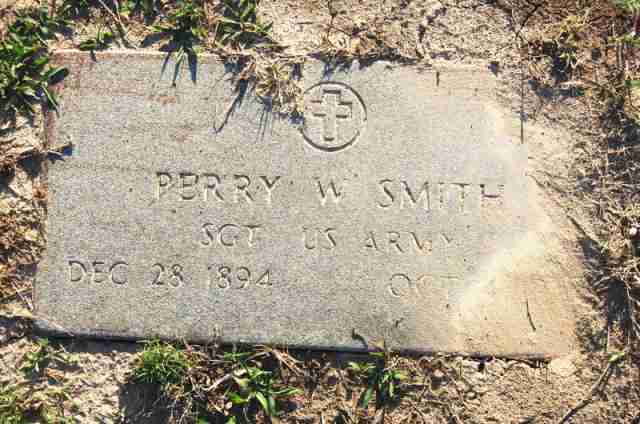 PERRY W SMITH
SGT US ARMY
DEC 28 1894 OCT